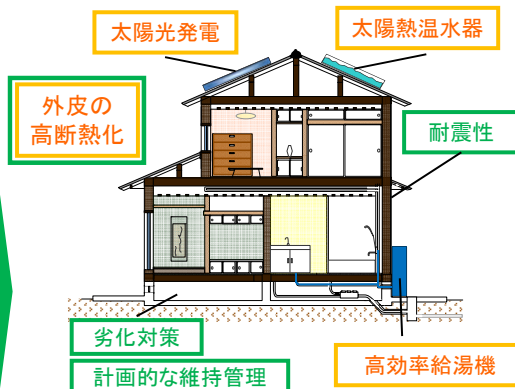 太陽光発電
太陽熱温水器
外皮の
高断熱化
耐震性
劣化対策
計画的な維持管理
高効率給湯機